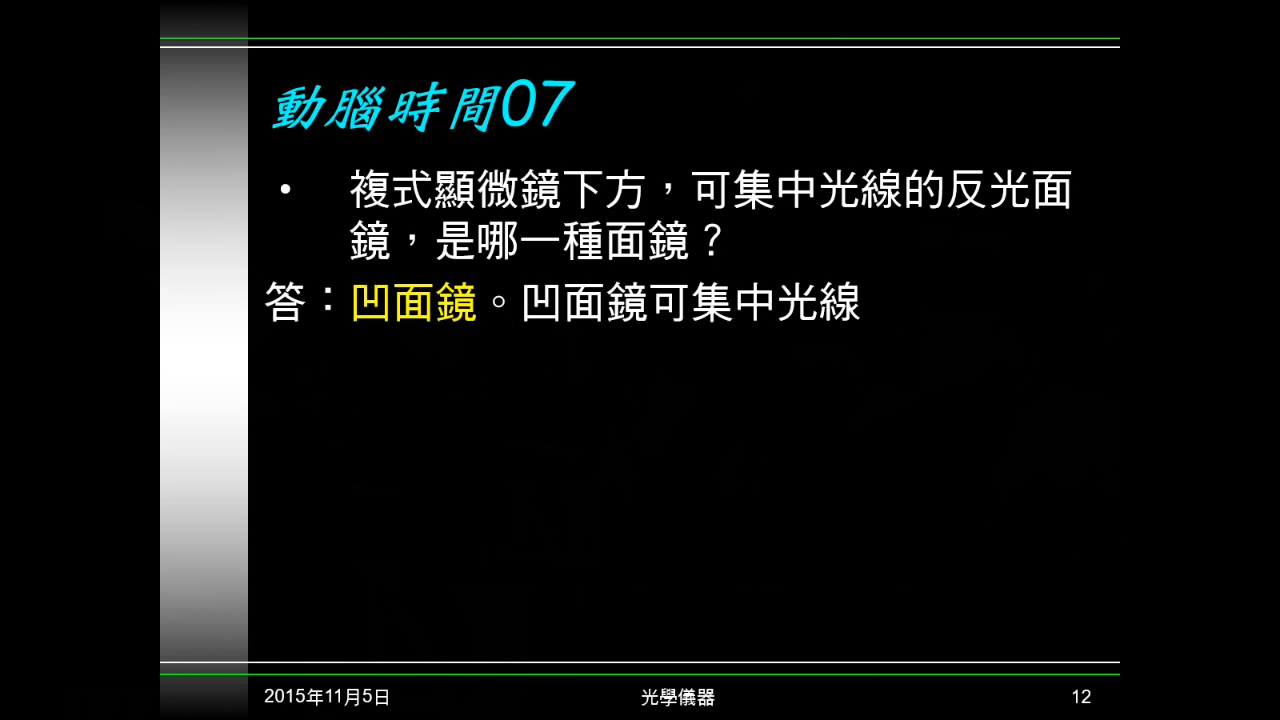 動腦時間07
• 複式顯微鏡下方，可集中光線的反光面
鏡，是哪一種面鏡？
答：凹面鏡。凹面鏡可集中光線
2015年11月5日 光學儀器 12